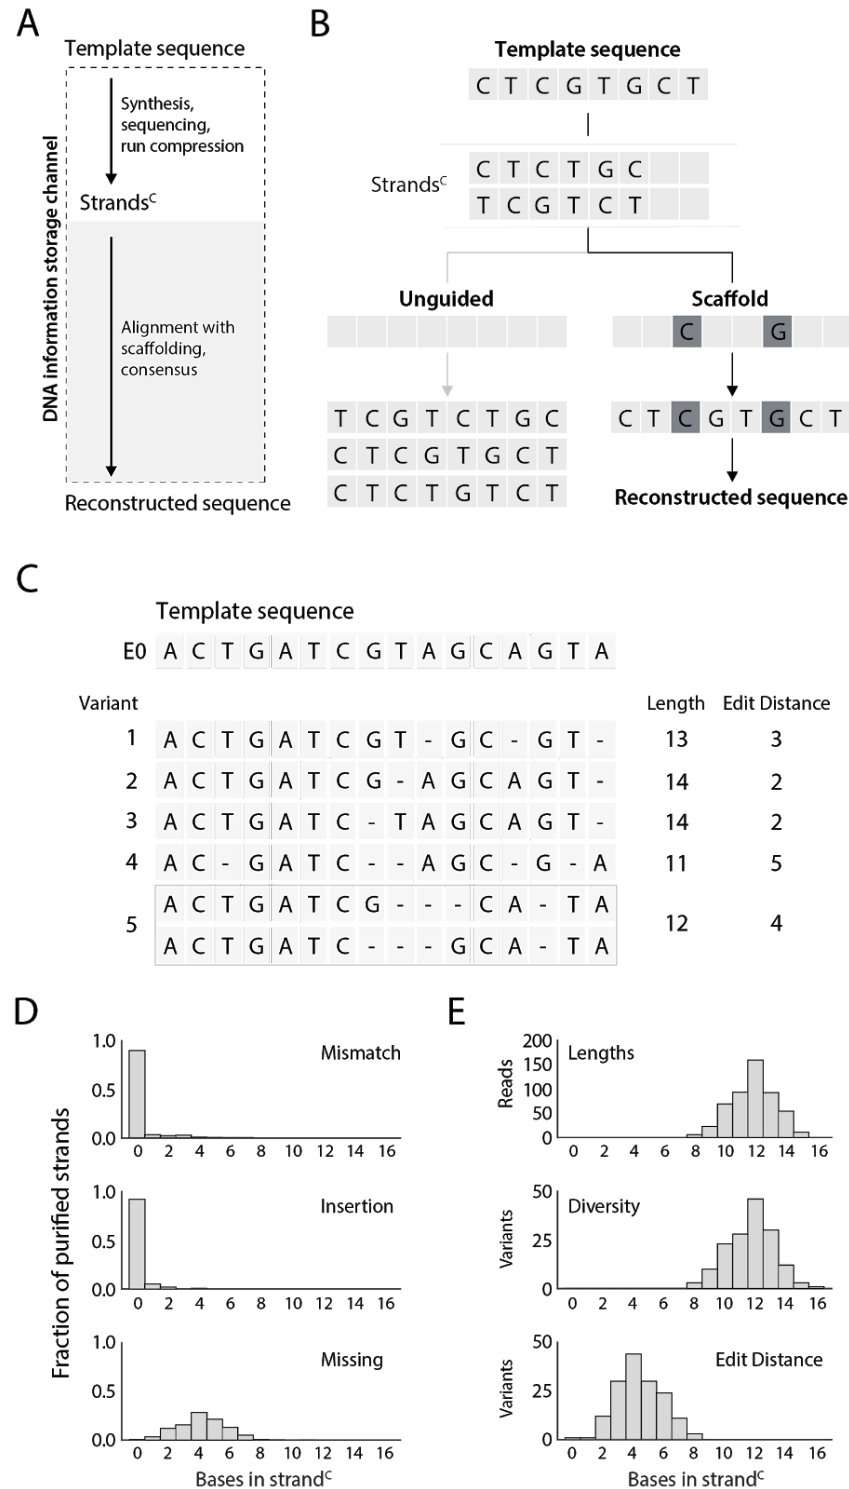 A
Template sequence
Synthesis,
sequencing,
run compression
Strandsᶜ
DNA information storage channel
Alignment with
scaffolding,
consensus
Reconstructed sequence
B
Template sequence
C T C G T G C T
Strandsᶜ
C T C T G C
T C G T C T
Unguided
Scaffold
C G
T C G T C T G C
C T C G T G C T
C T C T G T C T
C T C G T G C T
Reconstructed sequence
C
Template sequence
E0 A C T G A T C G T A G C A G T A
Variant Length Edit Distance
1 A C T G A T C G T - G C - G T - 13 3
2 A C T G A T C G - A G C A G T - 14 2
3 A C T G A T C - T A G C A G T - 14 2
4 A C - G A T C - - A G C - G - A 11 5
A C T G A T C G - - - C A - T A
5 12 4
A C T G A T C - - - G C A - T A
D
Fraction of purified strands
Mismatch
1.0
0.5
0.0
0 2 4 6 8 10 12 14 16
Insertion
1.0
0.5
0.0
0 2 4 6 8 10 12 14 16
Missing
1.0
0.5
0.0
0 2 4 6 8 10 12 14 16
Bases in strandᶜ
E
Lengths
Reads
200
150
100
50
0
0 2 4 6 8 10 12 14 16
Diversity
Variants
50
25
0
0 2 4 6 8 10 12 14 16
Edit Distance
Variants
50
25
0
0 2 4 6 8 10 12 14 16
Bases in strandᶜ